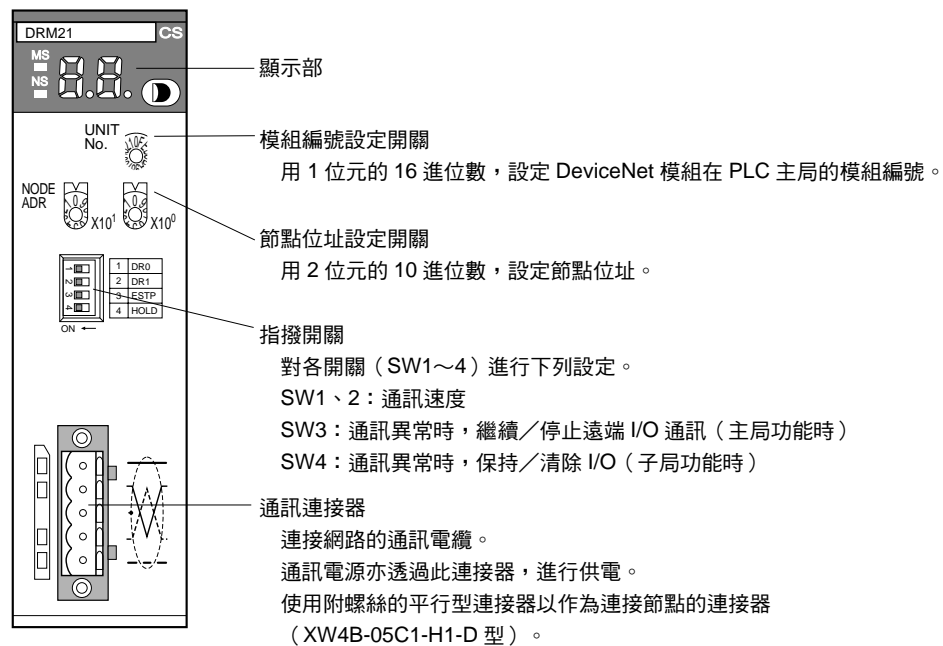 DRM21 CS
MS
NS
8.8.
顯示部
UNIT
No.
模組編號設定開關
用 1 位元的 16 進位數，設定 DeviceNet 模組在 PLC 主局的模組編號。
NODE
ADR
X10¹ X10⁰
節點位址設定開關
用 2 位元的 10 進位數，設定節點位址。
1 DR0
2 DR1
3 ESTP
4 HOLD
1
2
3
4
ON ←
指撥開關
對各開關（SW1～4）進行下列設定。
SW1、2：通訊速度
SW3：通訊異常時，繼續／停止遠端 I/O 通訊（主局功能時）
SW4：通訊異常時，保持／清除 I/O（子局功能時）
通訊連接器
連接網路的通訊電纜。
通訊電源亦透過此連接器，進行供電。
使用附螺絲的平行型連接器以作為連接節點的連接器
（XW4B-05C1-H1-D 型）。